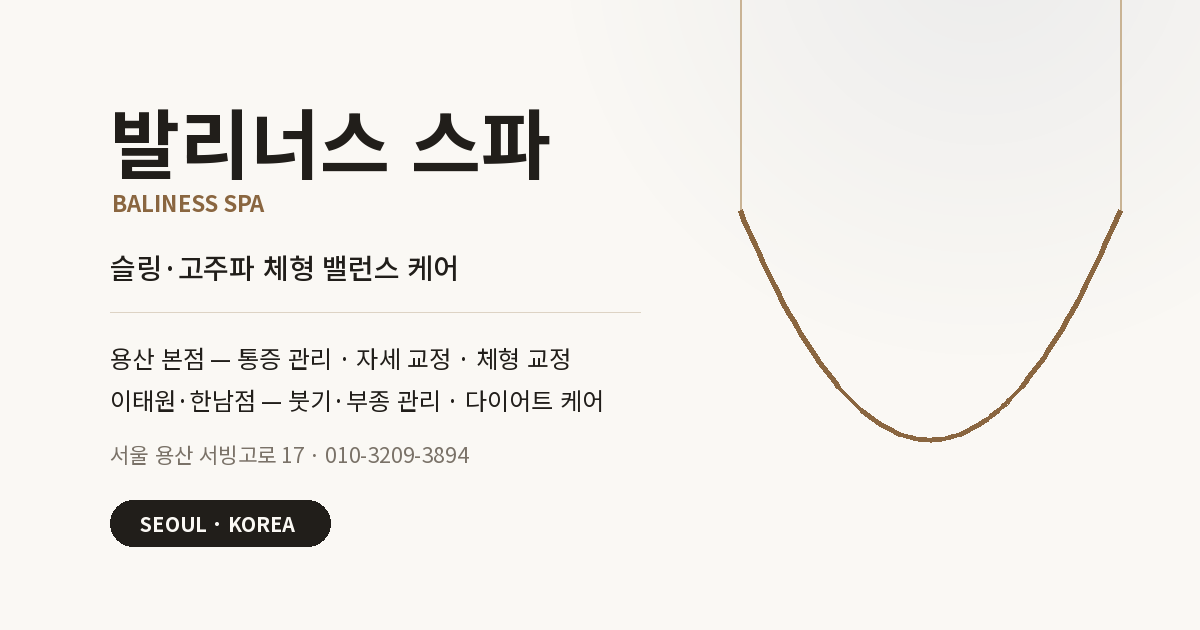 발리너스 스파
BALINESS SPA
슬링·고주파 체형 밸런스 케어
용산 본점 — 통증 관리 · 자세 교정 · 체형 교정
이태원·한남점 — 붓기·부종 관리 · 다이어트 케어
서울 용산 서빙고로 17 · 010-3209-3894
SEOUL · KOREA